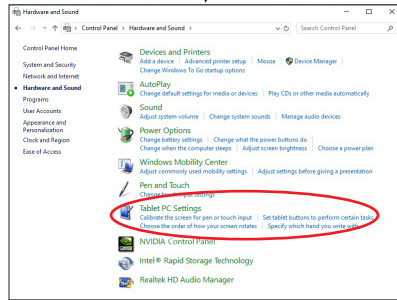 Hardware and Sound
Control Panel › Hardware and Sound ›
Search Control Panel
Control Panel Home
System and Security
Network and Internet
Hardware and Sound
Programs
User Accounts
Appearance and
Personalization
Clock and Region
Ease of Access
Devices and Printers
Add a device | Advanced printer setup | Mouse | Device Manager
Change Windows To Go startup options
AutoPlay
Change default settings for media or devices | Play CDs or other media automatically
Sound
Adjust system volume | Change system sounds | Manage audio devices
Power Options
Change battery settings | Change what the power buttons do
Change when the computer sleeps | Adjust screen brightness | Choose a power plan
Windows Mobility Center
Adjust commonly used mobility settings | Adjust settings before giving a presentation
Pen and Touch
Change touch input settings
Tablet PC Settings
Calibrate the screen for pen or touch input | Set tablet buttons to perform certain tasks
Choose the order of how your screen rotates | Specify which hand you write with
NVIDIA Control Panel
Intel® Rapid Storage Technology
Realtek HD Audio Manager